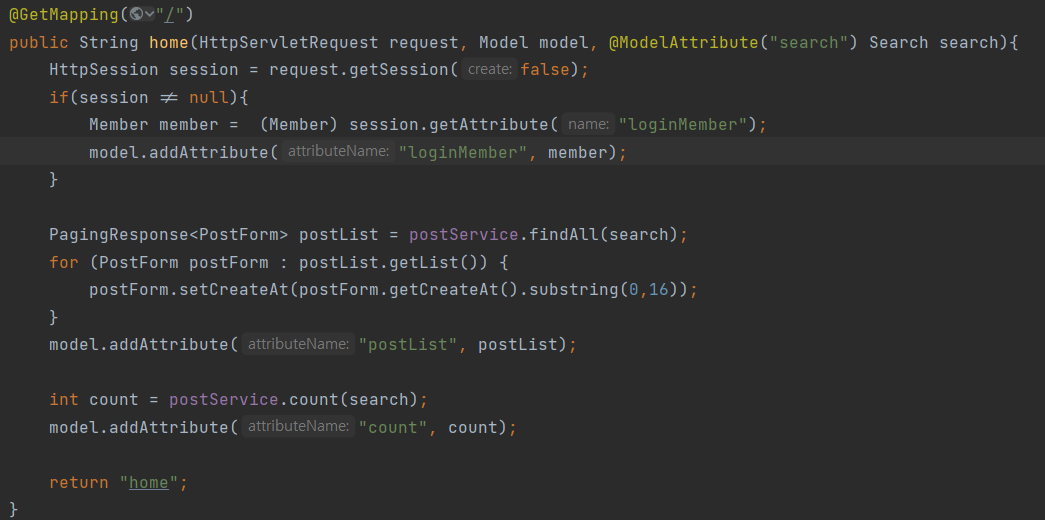 @GetMapping("/")
public String home(HttpServletRequest request, Model model, @ModelAttribute("search") Search search){
    HttpSession session = request.getSession( create: false);
    if(session ≠ null){
        Member member =  (Member) session.getAttribute( name: "loginMember");
        model.addAttribute( attributeName: "loginMember", member);
    }

    PagingResponse<PostForm> postList = postService.findAll(search);
    for (PostForm postForm : postList.getList()) {
        postForm.setCreateAt(postForm.getCreateAt().substring(0,16));
    }
    model.addAttribute( attributeName: "postList", postList);

    int count = postService.count(search);
    model.addAttribute( attributeName: "count", count);

    return "home";
}